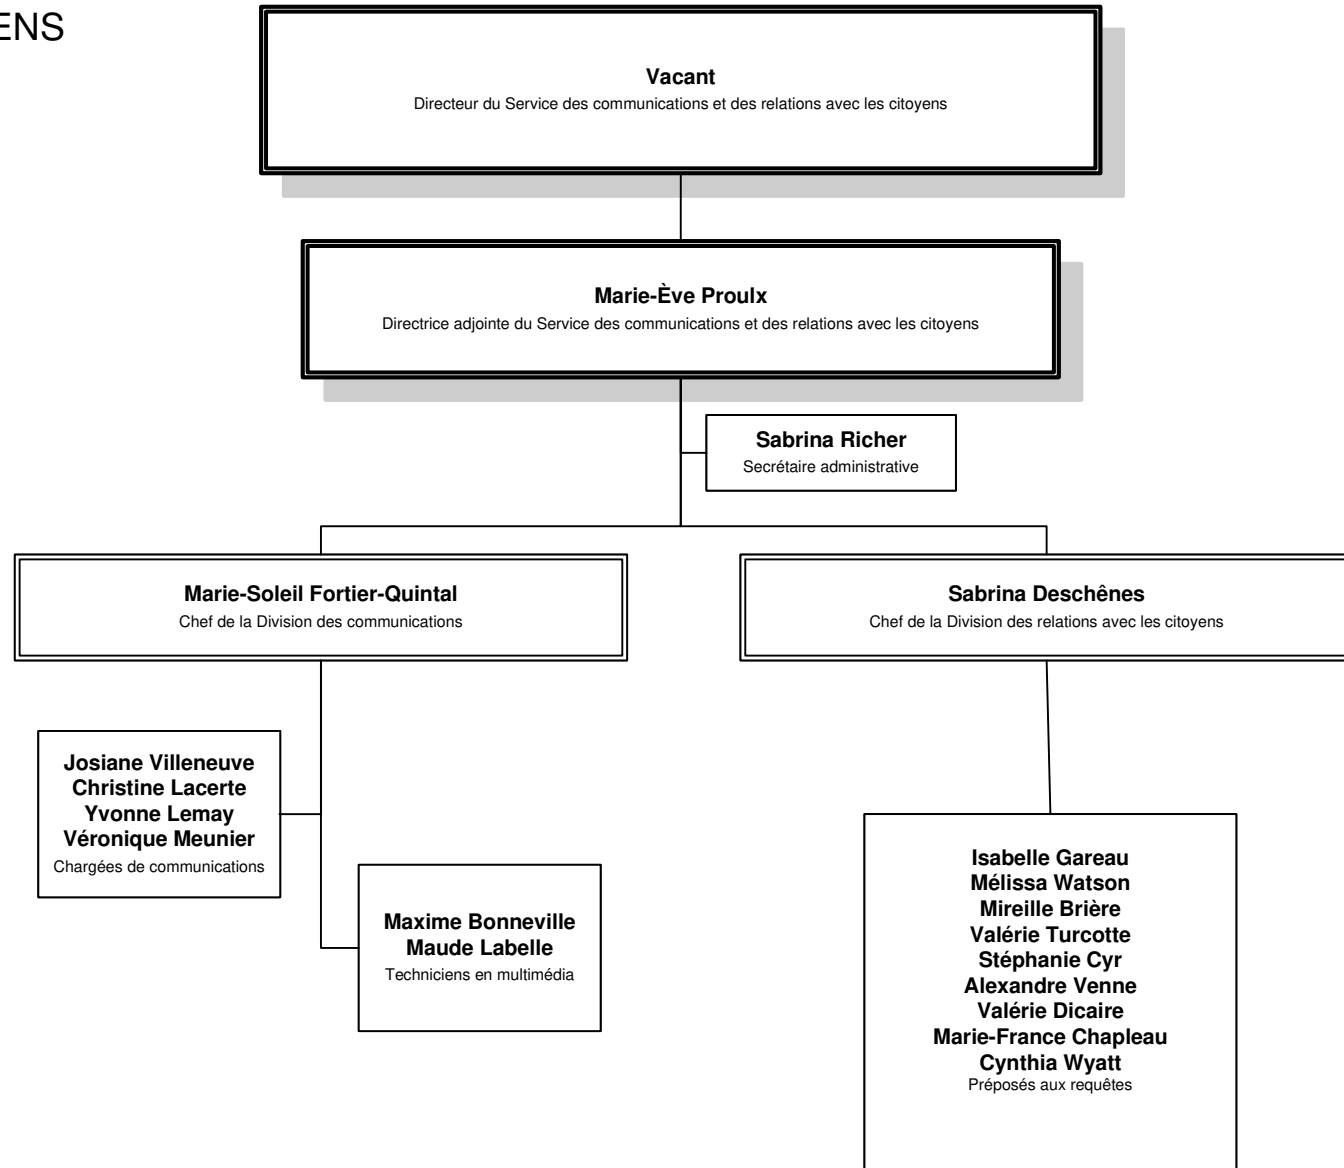 ENS
Vacant
Directeur du Service des communications et des relations avec les citoyens
Marie-Ève Proulx
Directrice adjointe du Service des communications et des relations avec les citoyens
Sabrina Richer
Secrétaire administrative
Marie-Soleil Fortier-Quintal
Chef de la Division des communications
Sabrina Deschênes
Chef de la Division des relations avec les citoyens
Josiane Villeneuve
Christine Lacerte
Yvonne Lemay
Véronique Meunier
Chargées de communications
Maxime Bonneville
Maude Labelle
Techniciens en multimédia
Isabelle Gareau
Mélissa Watson
Mireille Brière
Valérie Turcotte
Stéphanie Cyr
Alexandre Venne
Valérie Dicaire
Marie-France Chapleau
Cynthia Wyatt
Préposés aux requêtes